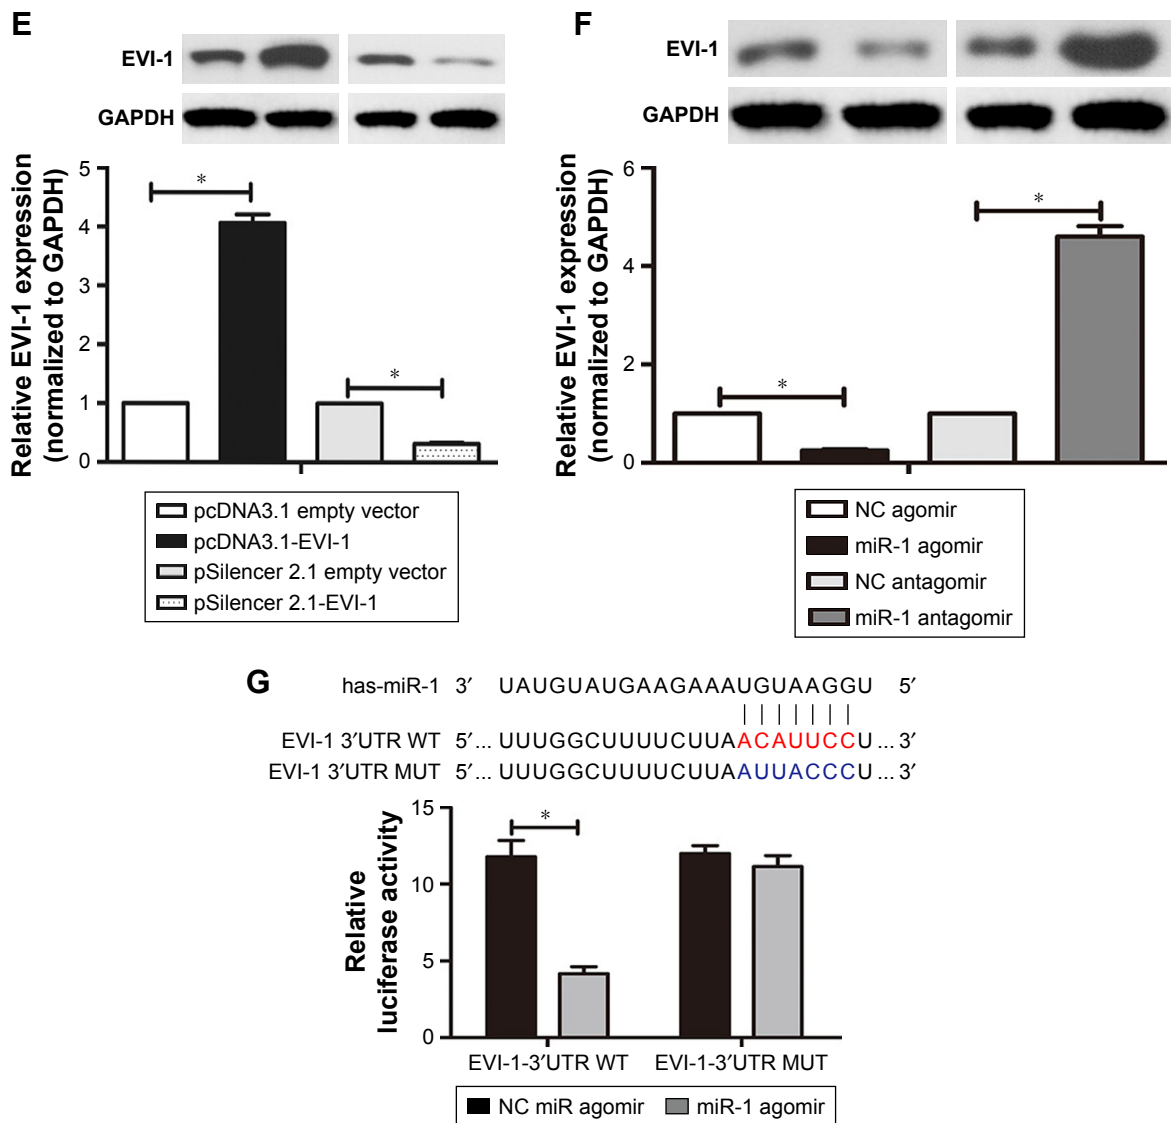 E
EVI-1
GAPDH
Relative EVI-1 expression
(normalized to GAPDH)
5
4
3
2
1
0
*
*
pcDNA3.1 empty vector
pcDNA3.1-EVI-1
pSilencer 2.1 empty vector
pSilencer 2.1-EVI-1
F
EVI-1
GAPDH
Relative EVI-1 expression
(normalized to GAPDH)
6
4
2
0
*
*
NC agomir
miR-1 agomir
NC antagomir
miR-1 antagomir
G
has-miR-1 3′ UAUGUAUGAAGAAAUGUAAGGU 5′
EVI-1 3′UTR WT 5′... UUUGGCUUUUCUUAACAUUCCU ... 3′
EVI-1 3′UTR MUT 5′... UUUGGCUUUUCUUAAUUACCCU ... 3′
Relative
luciferase activity
15
10
5
0
*
EVI-1-3′UTR WT EVI-1-3′UTR MUT
NC miR agomir miR-1 agomir